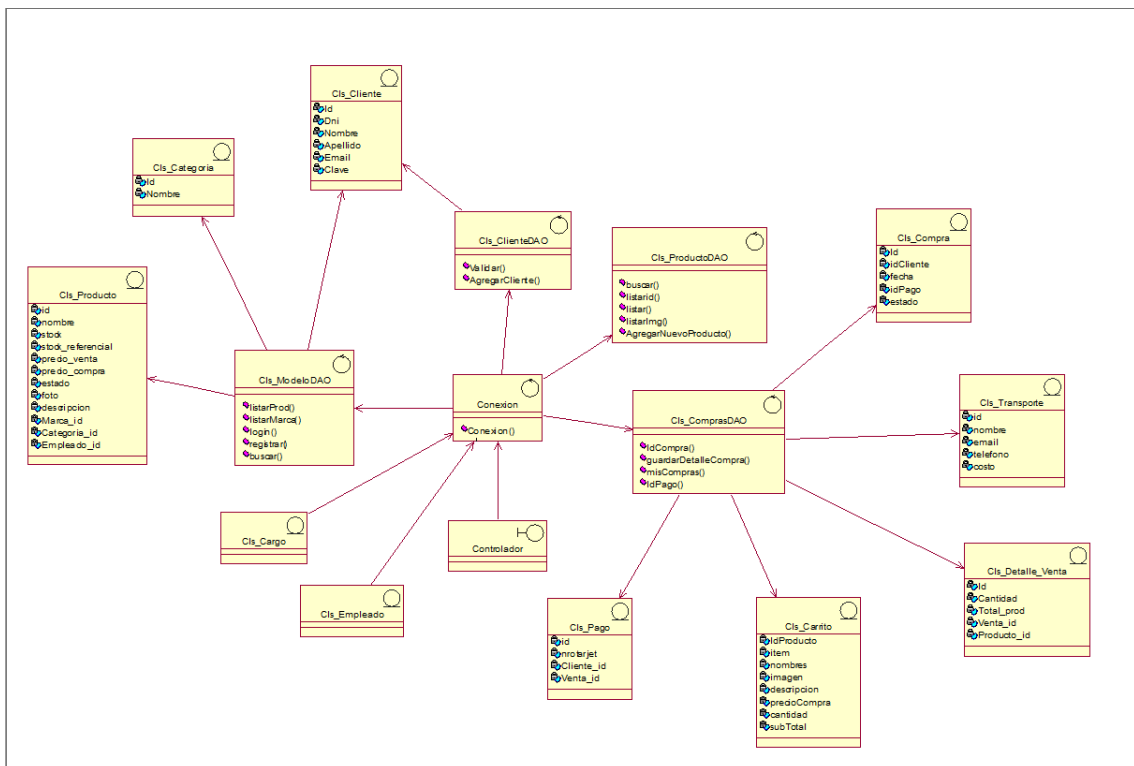 Cls_Cliente
Id
Dni
Nombre
Apellido
Email
Clave
Cls_Categoria
Id
Nombre
Cls_ClienteDAO
Validar()
AgregarCliente()
Cls_ProductoDAO
buscar()
listarid()
listar()
listarImg()
AgregarNuevoProducto()
Cls_Compra
Id
idCliente
fecha
idPago
estado
Cls_Producto
id
nombre
stock
stock_referencial
precio_venta
precio_compra
estado
foto
descripcion
Marca_id
Categoria_id
Empleado_id
Cls_ModeloDAO
listarProd()
listarMarca()
login()
registrar()
buscar()
Conexion
Conexion()
Cls_ComprasDAO
IdCompra()
guardarDetalleCompra()
misCompras()
IdPago()
Cls_Transporte
id
nombre
email
telefono
costo
Cls_Cargo
Controlador
Cls_Empleado
Cls_Pago
id
nrotarjet
Cliente_id
Venta_id
Cls_Carrito
IdProducto
item
nombres
imagen
descripcion
precioCompra
cantidad
subTotal
Cls_Detalle_Venta
Id
Cantidad
Total_prod
Venta_id
Producto_id